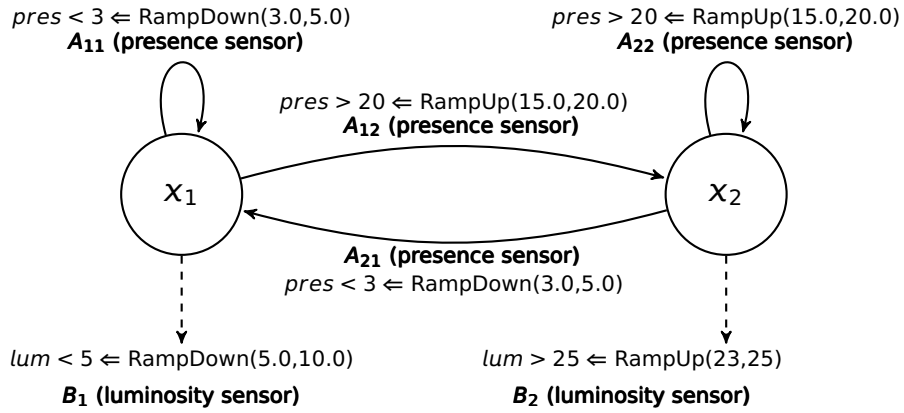 pres < 3 ⇐ RampDown(3.0,5.0)
A11 (presence sensor)
pres > 20 ⇐ RampUp(15.0,20.0)
A22 (presence sensor)
pres > 20 ⇐ RampUp(15.0,20.0)
A12 (presence sensor)
x1
x2
A21 (presence sensor)
pres < 3 ⇐ RampDown(3.0,5.0)
lum < 5 ⇐ RampDown(5.0,10.0)
B1 (luminosity sensor)
lum > 25 ⇐ RampUp(23,25)
B2 (luminosity sensor)